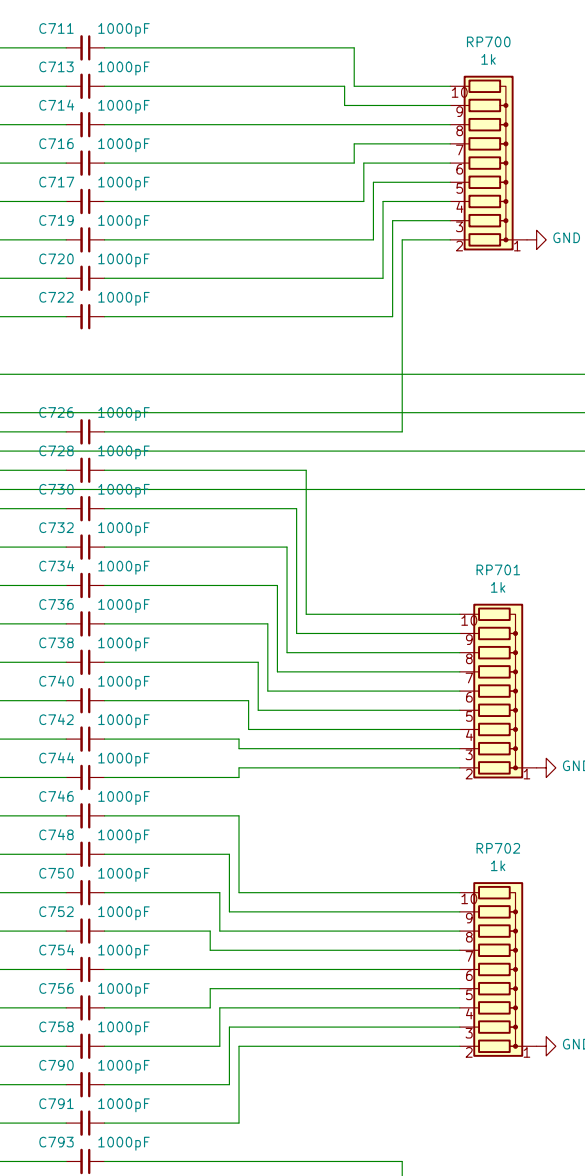 C711 1000pF
RP700
1k
C713 1000pF
10
C714 1000pF
9
8
C716 1000pF
7
6
C717 1000pF
5
4
C719 1000pF
3
2 1 GND
C720 1000pF
C722 1000pF
C726 1000pF
C728 1000pF
C730 1000pF
C732 1000pF
C734 1000pF
RP701
1k
C736 1000pF
10
9
C738 1000pF
8
7
C740 1000pF
6
5
C742 1000pF
4
3
C744 1000pF
2 1 GND
C746 1000pF
C748 1000pF
RP702
1k
C750 1000pF
10
C752 1000pF
9
8
C754 1000pF
7
6
C756 1000pF
5
4
C758 1000pF
3
2 1 GND
C790 1000pF
C791 1000pF
C793 1000pF